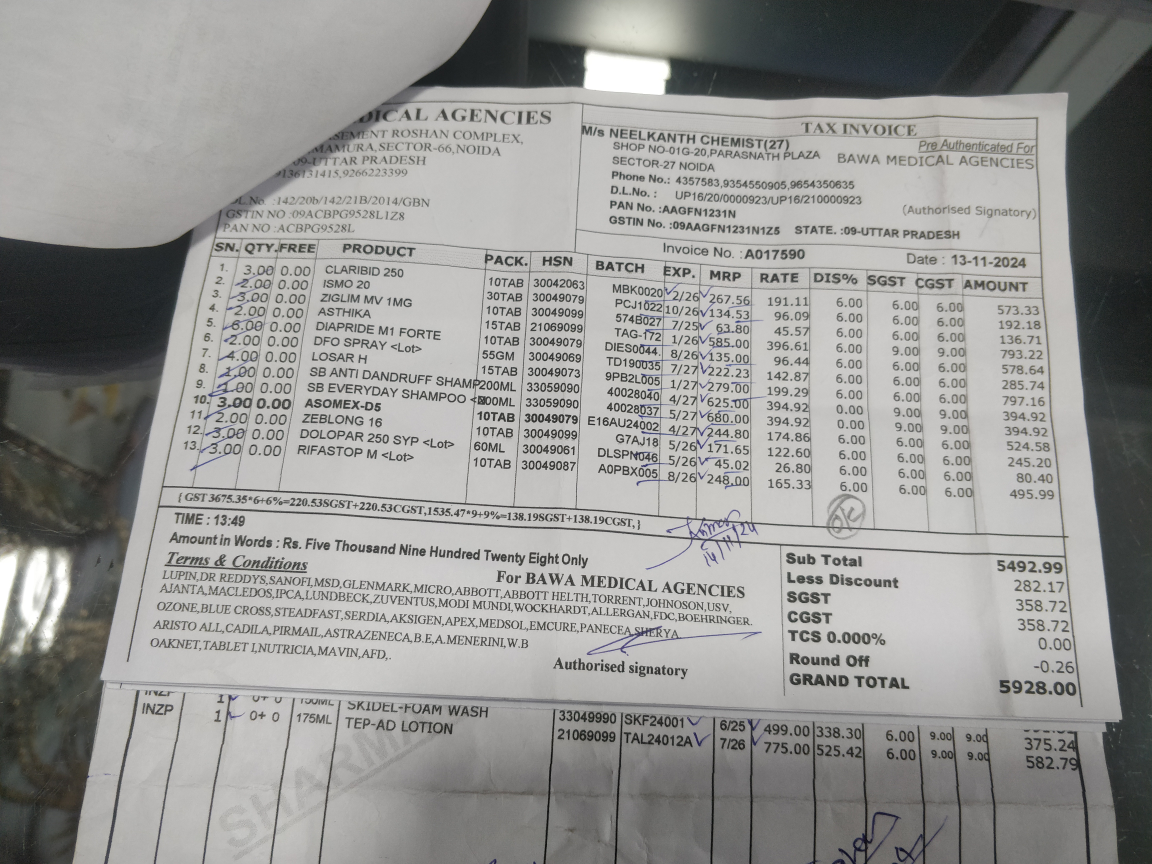 DICAL AGENCIES
SEMENT ROSHAN COMPLEX,
MAMURA,SECTOR-66,NOIDA
09-UTTAR PRADESH
9136131415,9266223399
D.L.No. :142/20b/142/21B/2014/GBN
GSTIN NO :09ACBPG9528L1Z8
PAN NO :ACBPG9528L
TAX INVOICE
M/s NEELKANTH CHEMIST(27)
SHOP NO-01G-20,PARASNATH PLAZA
SECTOR-27 NOIDA
Phone No.: 4357583,9354550905,9654350635
D.L.No. : UP16/20/0000923/UP16/210000923
PAN No. :AAGFN1231N
GSTIN No. :09AAGFN1231N1Z5 STATE. :09-UTTAR PRADESH
Pre Authenticated For
BAWA MEDICAL AGENCIES
(Authorised Signatory)
Invoice No. :A017590 Date : 13-11-2024
SN. QTY.FREE PRODUCT PACK. HSN BATCH EXP. MRP RATE DIS% SGST CGST AMOUNT
1. 3.00 0.00 CLARIBID 250 10TAB 30042063 MBK0020 2/26 267.56 191.11 6.00 6.00 6.00 573.33
2. 2.00 0.00 ISMO 20 30TAB 30049079 PCJ1022 10/26 134.53 96.09 6.00 6.00 6.00 192.18
3. 3.00 0.00 ZIGLIM MV 1MG 10TAB 30049099 574B027 7/25 63.80 45.57 6.00 6.00 6.00 136.71
4. 2.00 0.00 ASTHIKA 15TAB 21069099 TAG-172 1/26 585.00 396.61 6.00 9.00 9.00 793.22
5. 6.00 0.00 DIAPRIDE M1 FORTE 10TAB 30049079 DIES0044 8/26 135.00 96.44 6.00 6.00 6.00 578.64
6. 2.00 0.00 DFO SPRAY <Lot> 55GM 30049069 TD190035 7/27 222.23 142.87 6.00 6.00 6.00 285.74
7. 4.00 0.00 LOSAR H 15TAB 30049073 9PB2L005 1/27 279.00 199.29 6.00 6.00 6.00 797.16
8. 1.00 0.00 SB ANTI DANDRUFF SHAMP 200ML 33059090 40028040 4/27 625.00 394.92 0.00 9.00 9.00 394.92
9. 1.00 0.00 SB EVERYDAY SHAMPOO 200ML 33059090 40028037 5/27 680.00 394.92 0.00 9.00 9.00 394.92
10. 3.00 0.00 ASOMEX-D5 10TAB 30049079 E16AU24002 4/27 244.80 174.86 6.00 6.00 6.00 524.58
11. 2.00 0.00 ZEBLONG 16 10TAB 30049099 G7AJ18 5/26 171.65 122.60 6.00 6.00 6.00 245.20
12. 3.00 0.00 DOLOPAR 250 SYP <Lot> 60ML 30049061 DLSPN046 5/26 45.02 26.80 6.00 6.00 6.00 80.40
13. 3.00 0.00 RIFASTOP M <Lot> 10TAB 30049087 A0PBX005 8/26 248.00 165.33 6.00 6.00 6.00 495.99
{ GST 3675.35*6+6%=220.53SGST+220.53CGST,1535.47*9+9%=138.19SGST+138.19CGST,}
TIME : 13:49
Amount in Words : Rs. Five Thousand Nine Hundred Twenty Eight Only
Terms & Conditions
For BAWA MEDICAL AGENCIES
LUPIN,DR REDDYS,SANOFI,MSD,GLENMARK,MICRO,ABBOTT,ABBOTT HELTH,TORRENT,JOHNOSON,USV,
AJANTA,MACLEDOS,IPCA,LUNDBECK,ZUVENTUS,MODI MUNDI,WOCKHARDT,ALLERGAN,FDC,BOEHRINGER.
OZONE,BLUE CROSS,STEADFAST,SERDIA,AKSIGEN,APEX,MEDSOL,EMCURE,PANECEA,SHERYA
ARISTO ALL,CADILA,PIRMAIL,ASTRAZENECA,B.E,A.MENERINI,W.B
OAKNET,TABLET I,NUTRICIA,MAVIN,AFD,.
Authorised signatory
14/11/24
Sub Total 5492.99
Less Discount 282.17
SGST 358.72
CGST 358.72
TCS 0.000% 0.00
Round Off -0.26
GRAND TOTAL 5928.00
INZP 1 0+ 0 150ML SKIDEL-FOAM WASH 33049990 SKF24001 6/25 499.00 338.30 6.00 9.00 9.00 375.24
INZP 1 0+ 0 175ML TEP-AD LOTION 21069099 TAL24012A 7/26 775.00 525.42 6.00 9.00 9.00 582.79
SHARMA